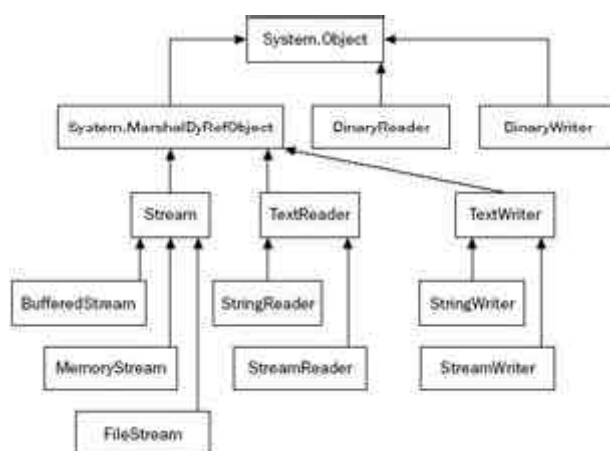 System.Object
System.MarshalByRefObject
BinaryReader
BinaryWriter
Stream
TextReader
TextWriter
BufferedStream
StringReader
StringWriter
MemoryStream
StreamReader
StreamWriter
FileStream